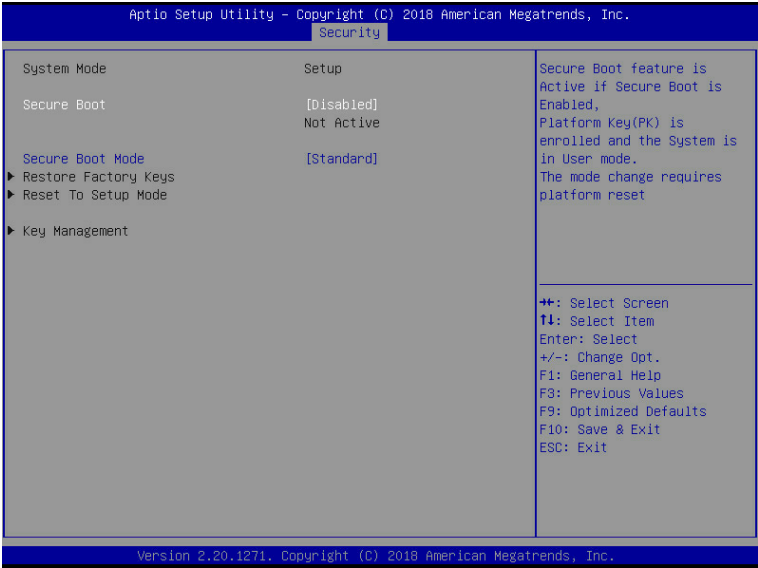 Aptio Setup Utility – Copyright (C) 2018 American Megatrends, Inc.
Security
System Mode Setup
Secure Boot [Disabled]
Not Active
Secure Boot Mode [Standard]
▶ Restore Factory Keys
▶ Reset To Setup Mode
▶ Key Management
Secure Boot feature is
Active if Secure Boot is
Enabled,
Platform Key(PK) is
enrolled and the System is
in User mode.
The mode change requires
platform reset
→←: Select Screen
↑↓: Select Item
Enter: Select
+/-: Change Opt.
F1: General Help
F3: Previous Values
F9: Optimized Defaults
F10: Save & Exit
ESC: Exit
Version 2.20.1271. Copyright (C) 2018 American Megatrends, Inc.